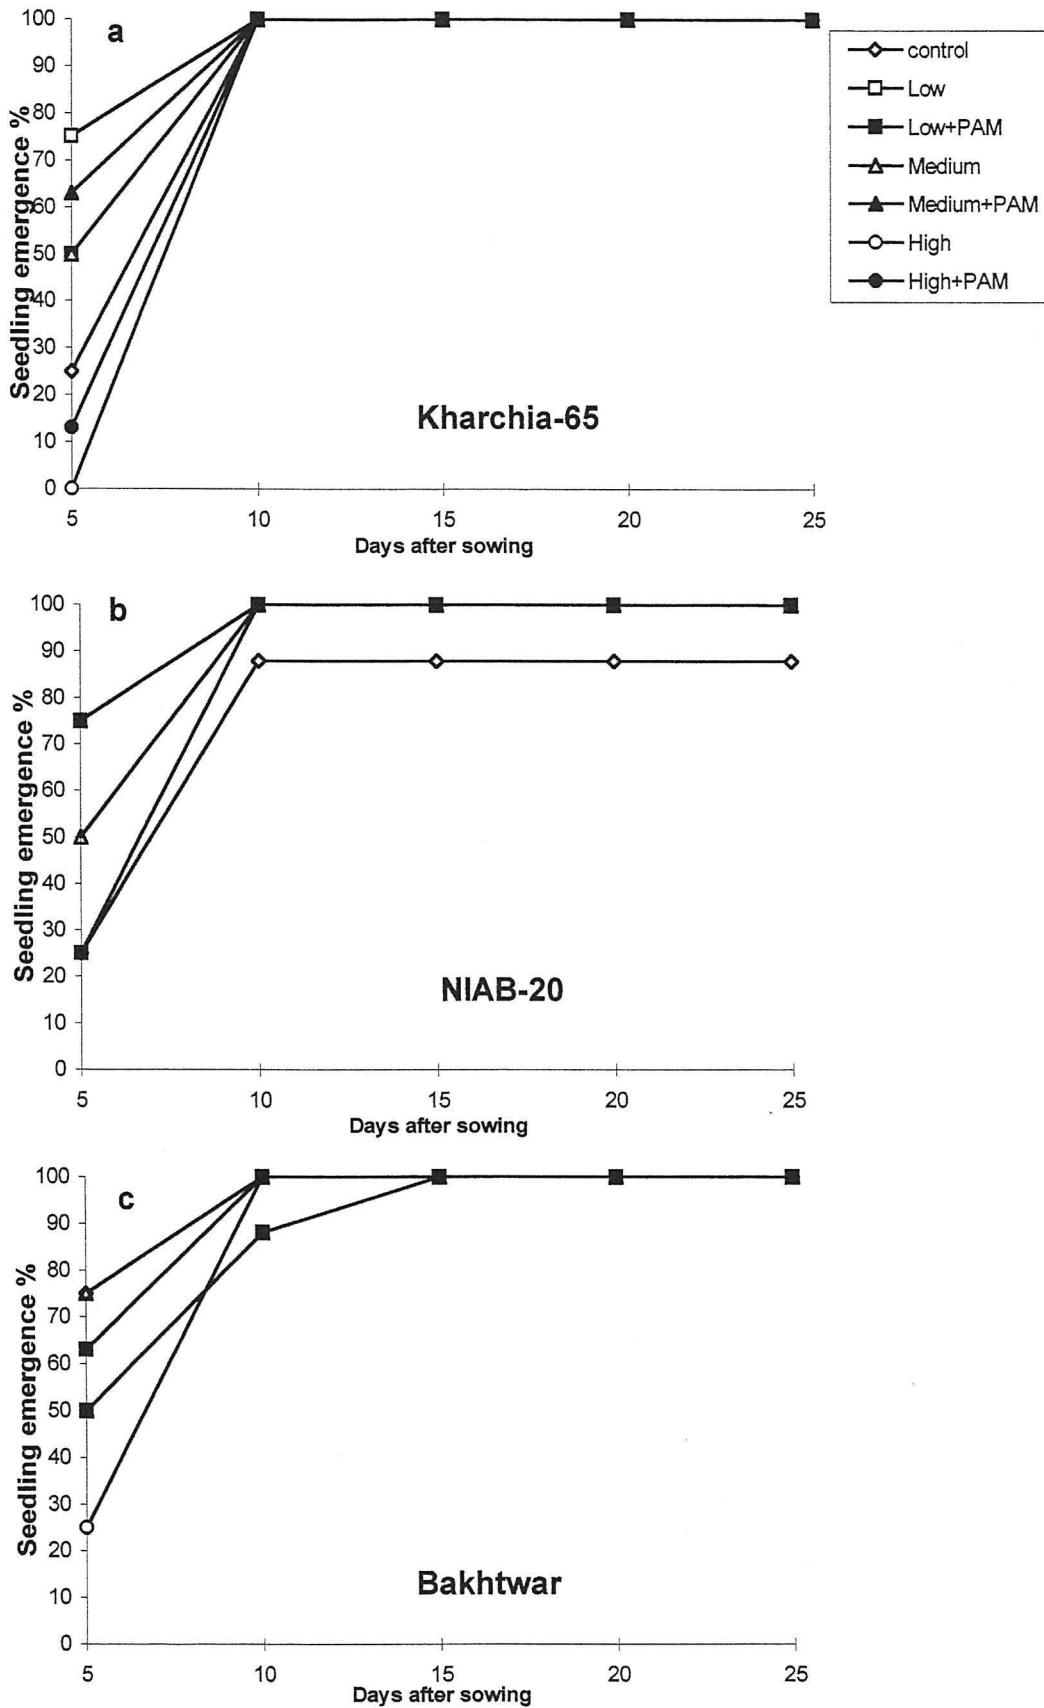 a
Seedling emergence %
100
90
80
70
60
50
40
30
20
10
0
5 10 15 20 25
Days after sowing
Kharchia-65
control
Low
Low+PAM
Medium
Medium+PAM
High
High+PAM
b
Seedling emergence %
100
90
80
70
60
50
40
30
20
10
0
5 10 15 20 25
Days after sowing
NIAB-20
c
Seedling emergence %
100
90
80
70
60
50
40
30
20
10
0
5 10 15 20 25
Days after sowing
Bakhtwar